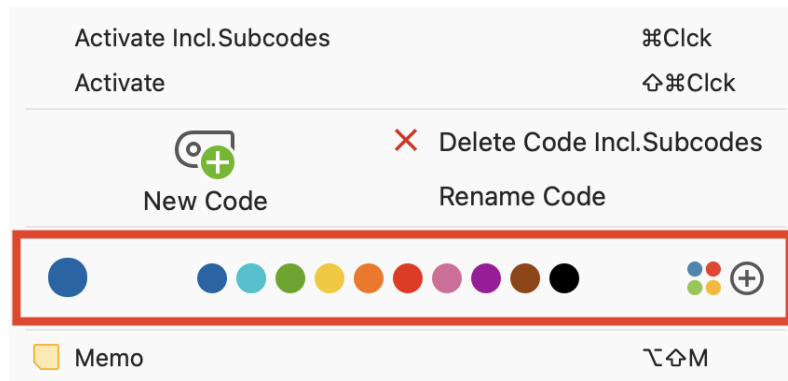 Activate Incl.Subcodes ⌘Clck
Activate ⇧⌘Clck
New Code
Delete Code Incl.Subcodes
Rename Code
Memo ⌥⇧M